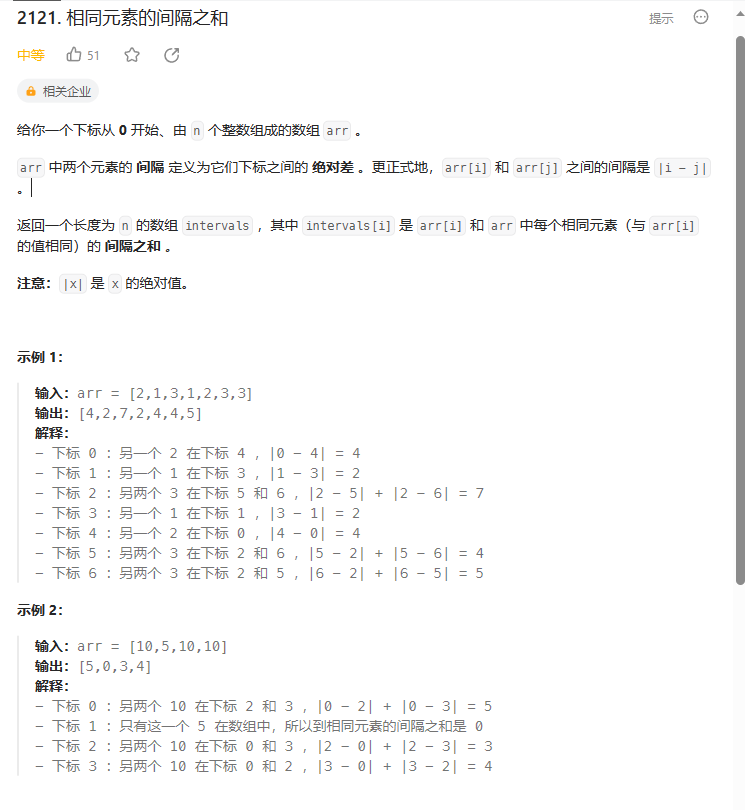 2121. 相同元素的间隔之和
提示
中等
51
相关企业
给你一个下标从 0 开始、由 n 个整数组成的数组 arr 。
arr 中两个元素的 间隔 定义为它们下标之间的 绝对差 。更正式地，arr[i] 和 arr[j] 之间的间隔是 |i - j|
。
返回一个长度为 n 的数组 intervals ，其中 intervals[i] 是 arr[i] 和 arr 中每个相同元素（与 arr[i]
的值相同）的 间隔之和 。
注意：|x| 是 x 的绝对值。
示例 1：
输入：arr = [2,1,3,1,2,3,3]
输出：[4,2,7,2,4,4,5]
解释：
- 下标 0 ：另一个 2 在下标 4 ，|0 - 4| = 4
- 下标 1 ：另一个 1 在下标 3 ，|1 - 3| = 2
- 下标 2 ：另两个 3 在下标 5 和 6 ，|2 - 5| + |2 - 6| = 7
- 下标 3 ：另一个 1 在下标 1 ，|3 - 1| = 2
- 下标 4 ：另一个 2 在下标 0 ，|4 - 0| = 4
- 下标 5 ：另两个 3 在下标 2 和 6 ，|5 - 2| + |5 - 6| = 4
- 下标 6 ：另两个 3 在下标 2 和 5 ，|6 - 2| + |6 - 5| = 5
示例 2：
输入：arr = [10,5,10,10]
输出：[5,0,3,4]
解释：
- 下标 0 ：另两个 10 在下标 2 和 3 ，|0 - 2| + |0 - 3| = 5
- 下标 1 ：只有这一个 5 在数组中，所以到相同元素的间隔之和是 0
- 下标 2 ：另两个 10 在下标 0 和 3 ，|2 - 0| + |2 - 3| = 3
- 下标 3 ：另两个 10 在下标 0 和 2 ，|3 - 0| + |3 - 2| = 4